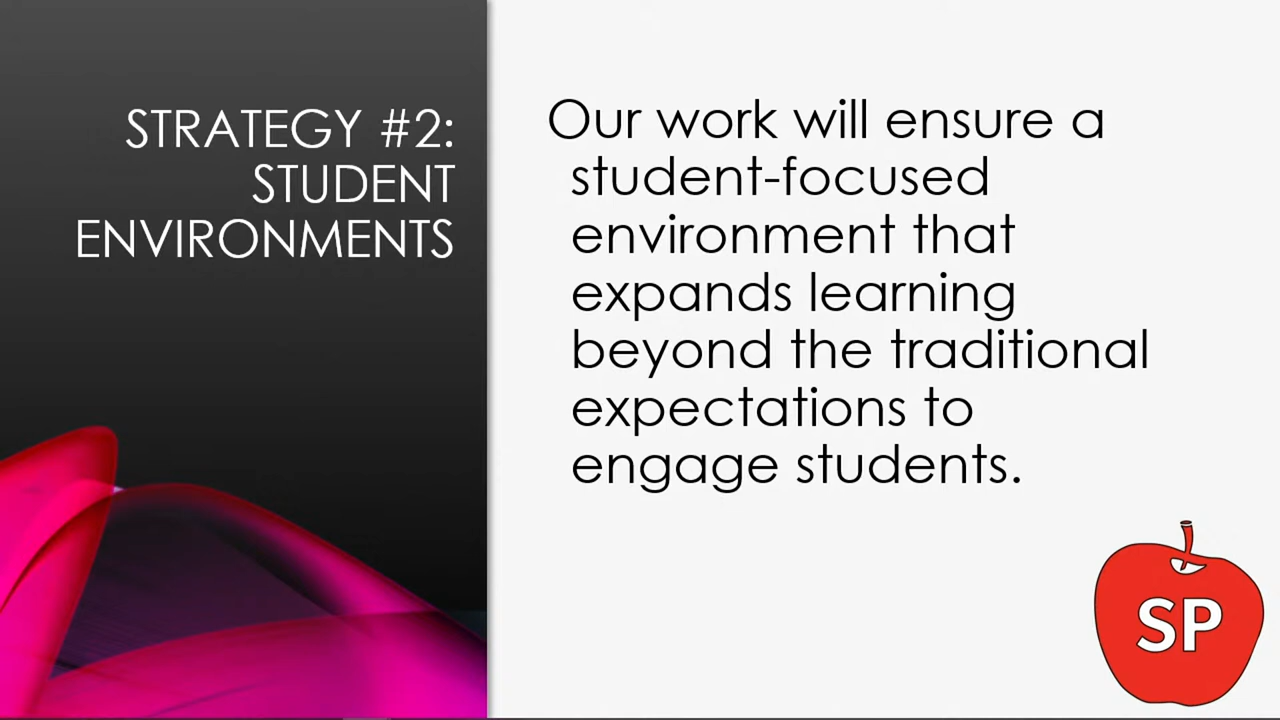 STRATEGY #2:
STUDENT
ENVIRONMENTS
Our work will ensure a
student-focused
environment that
expands learning
beyond the traditional
expectations to
engage students.
SP